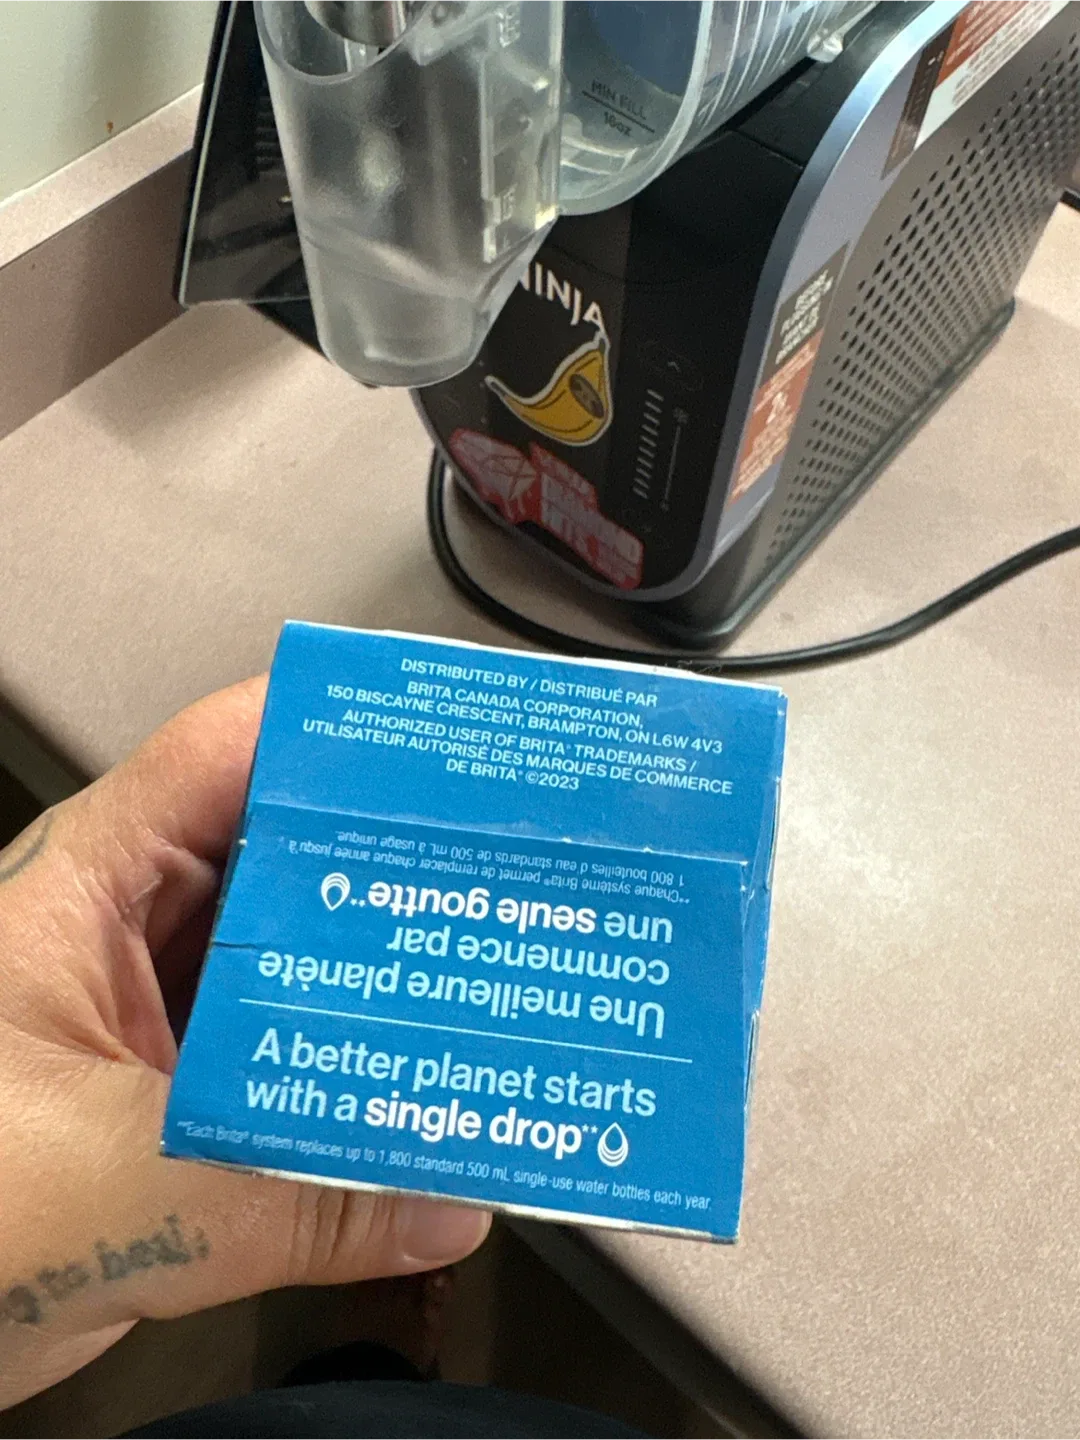 MIN FILL
16oz
NINJA
DISTRIBUTED BY / DISTRIBUÉ PAR
BRITA CANADA CORPORATION,
150 BISCAYNE CRESCENT, BRAMPTON, ON L6W 4V3
AUTHORIZED USER OF BRITA® TRADEMARKS /
UTILISATEUR AUTORISÉ DES MARQUES DE COMMERCE
DE BRITA® ©2023
Une meilleure planète
commence par
une seule goutte**
**Chaque système Brita® permet de remplacer chaque année jusqu'à
1 800 bouteilles d'eau standards de 500 mL à usage unique.
A better planet starts
with a single drop**
**Each Brita® system replaces up to 1,800 standard 500 mL single-use water bottles each year.
to heal